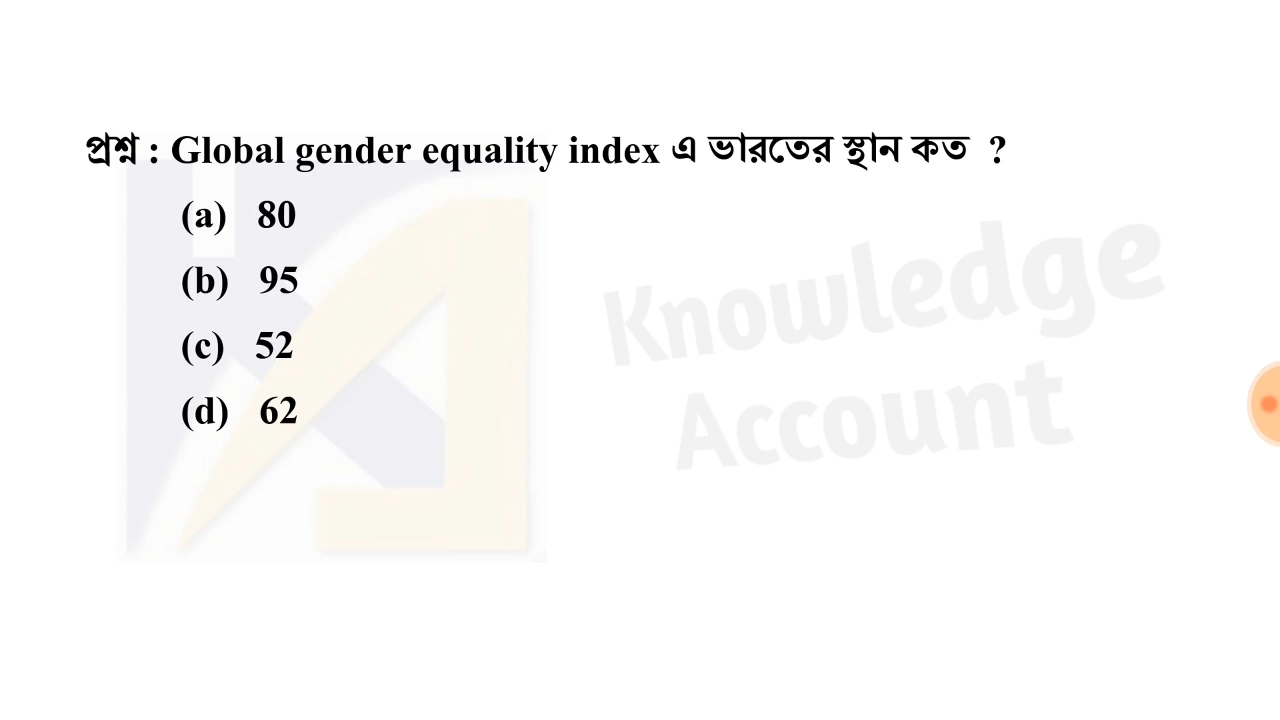 প্রশ্ন : Global gender equality index এ ভারতের স্থান কত ?
(a) 80
(b) 95
(c) 52
(d) 62
Knowledge
Account